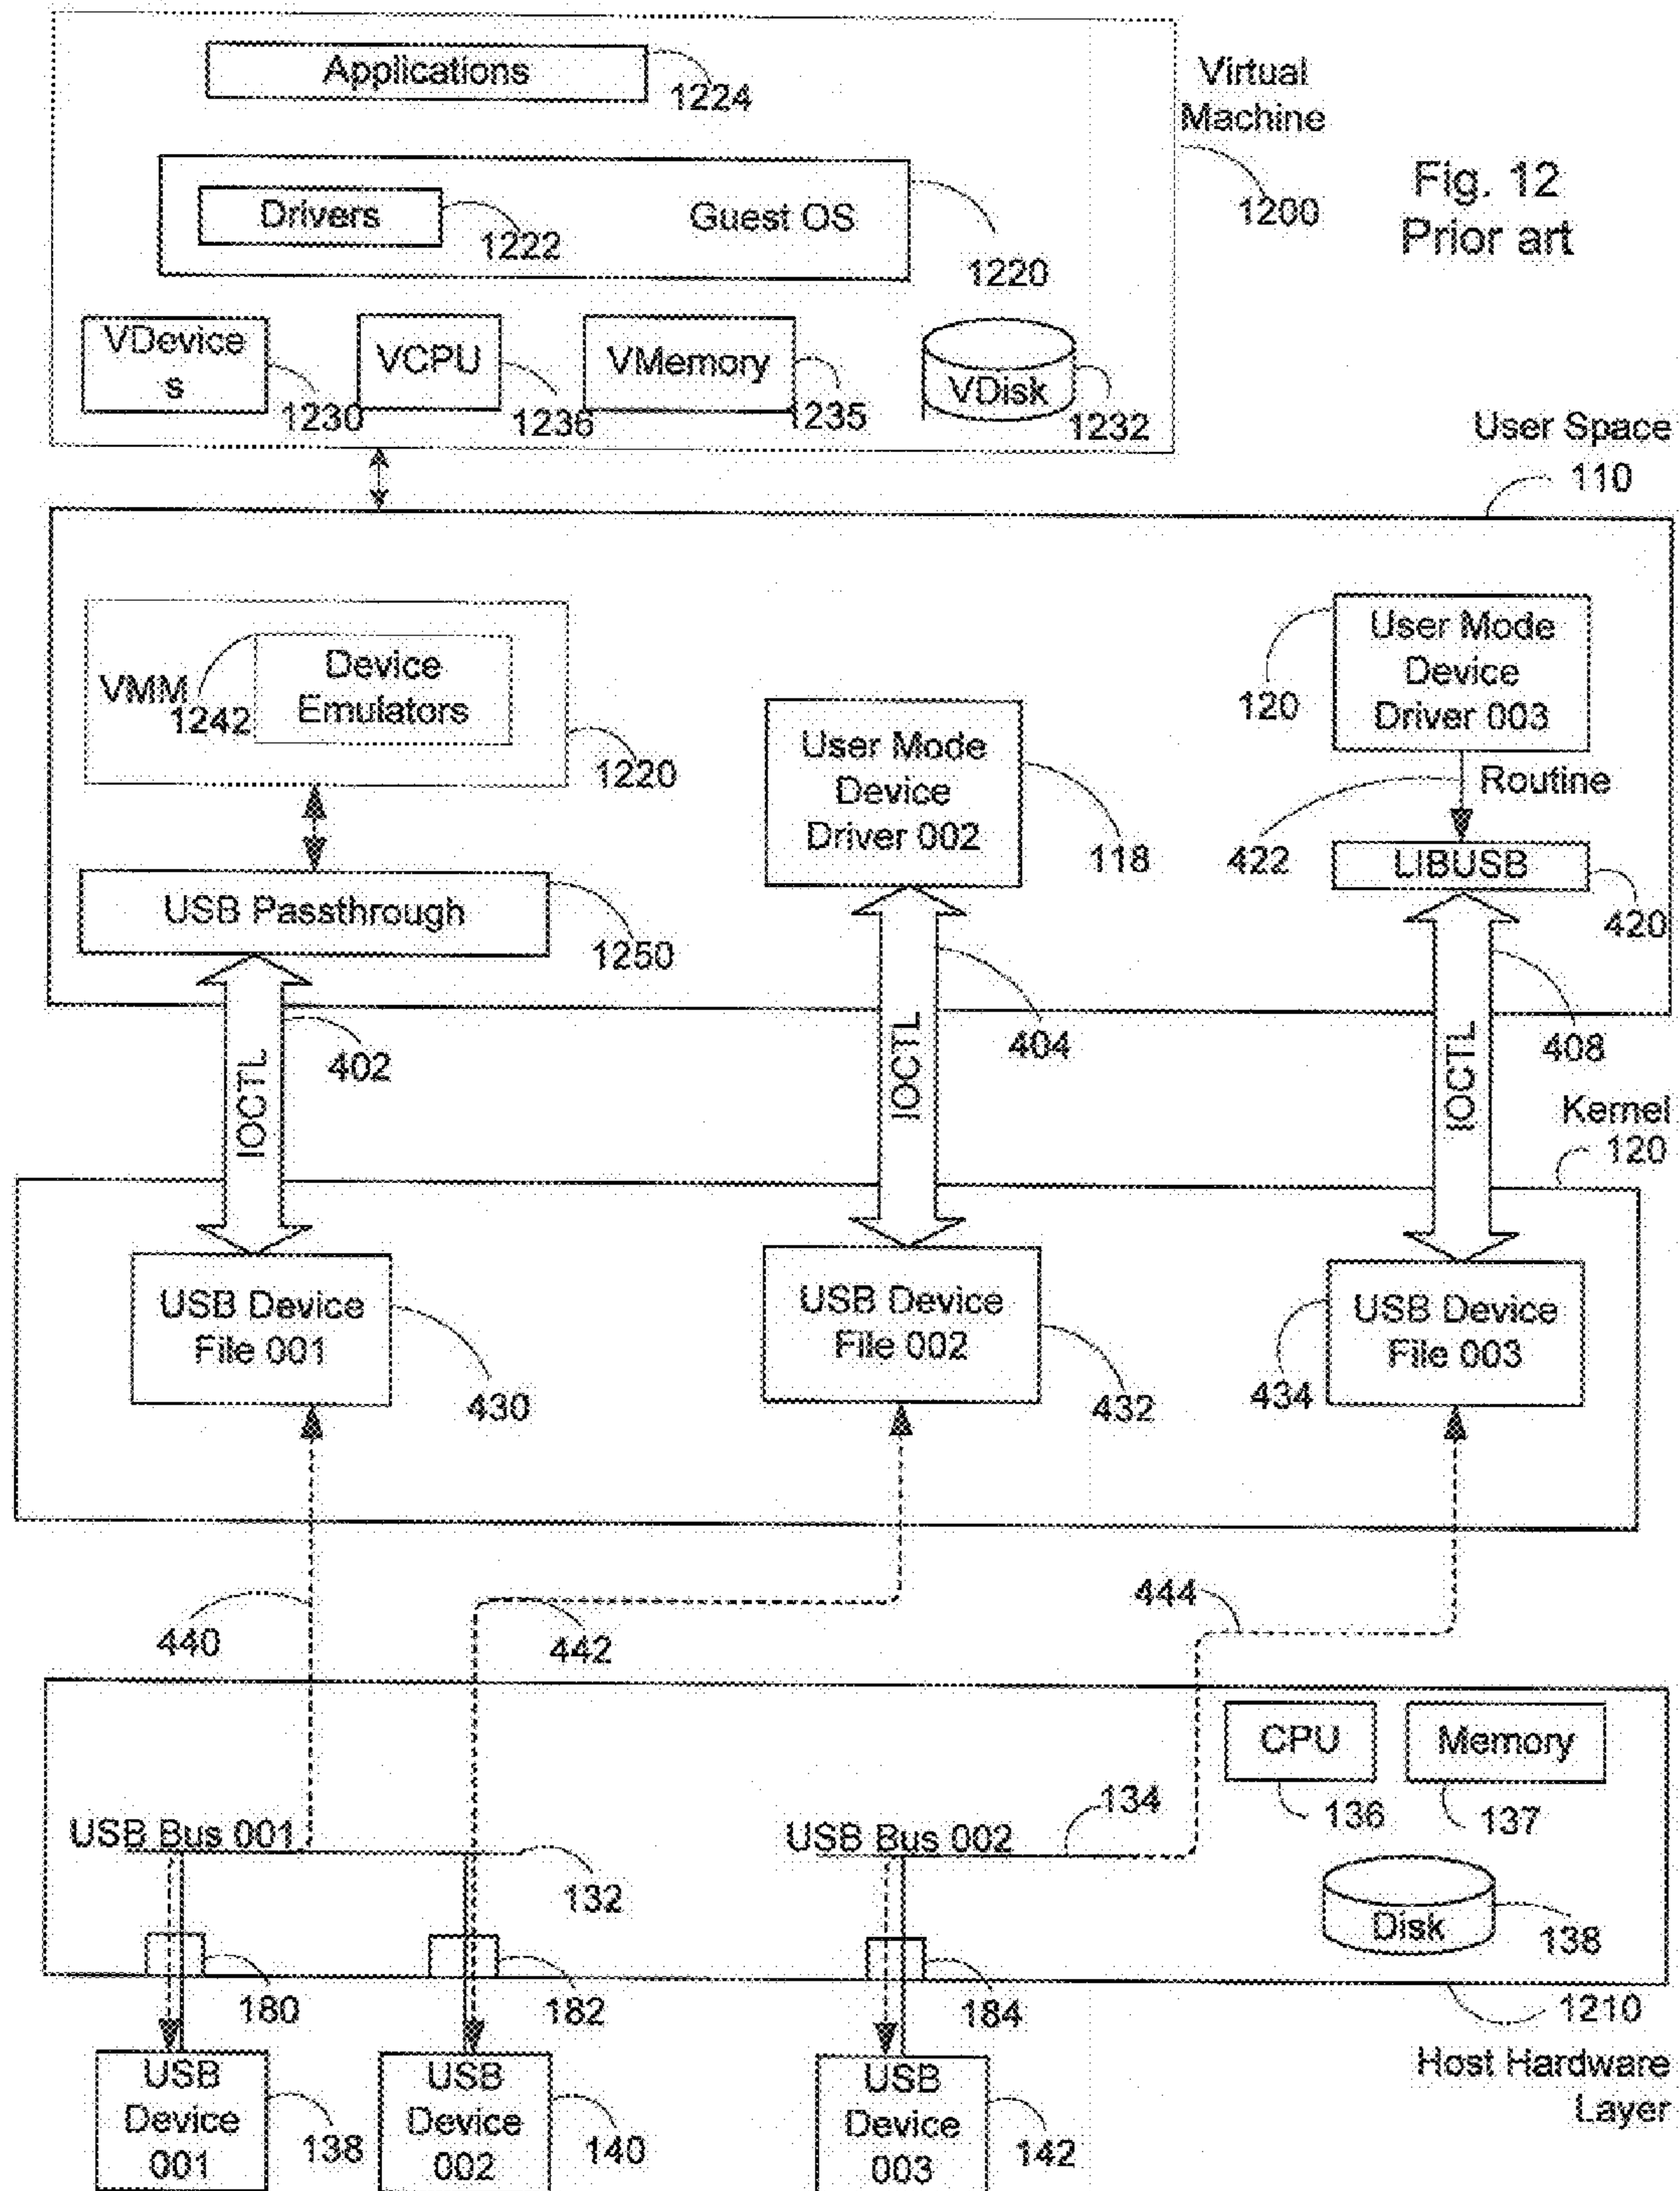 Applications
1224
Virtual
Machine
1200
Fig. 12
Prior art
Drivers
1222
Guest OS
1220
VDevice
s
1230
VCPU
1236
VMemory
1235
VDisk
1232
User Space
110
VMM
1242
Device
Emulators
1220
User Mode
Device
Driver 002
118
120
User Mode
Device
Driver 003
Routine
422
LIBUSB
420
USB Passthrough
1250
IOCTL
402
IOCTL
404
IOCTL
408
Kernel
120
USB Device
File 001
430
USB Device
File 002
432
USB Device
File 003
434
440
442
444
CPU
136
Memory
137
USB Bus 001
132
USB Bus 002
134
Disk
138
180
182
184
1210
Host Hardware
Layer
USB
Device
001
138
USB
Device
002
140
USB
Device
003
142